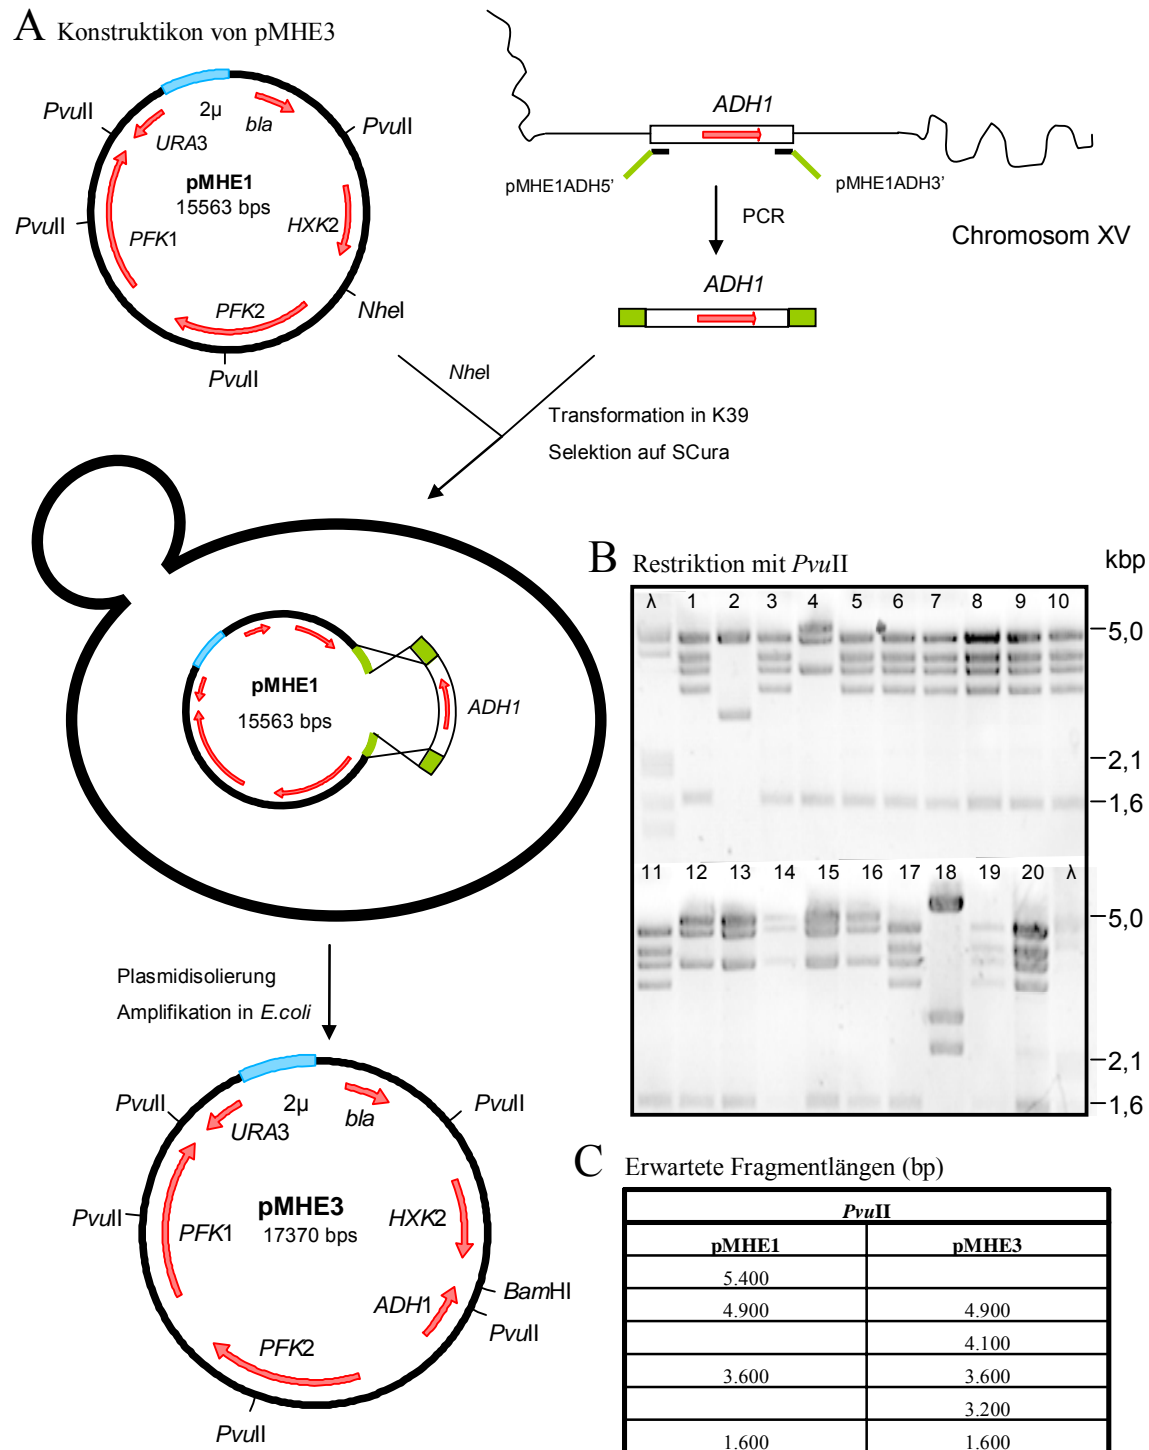 A Konstruktikon von pMHE3
2µ
bla
PvuII
PvuII
URA3
pMHE1
15563 bps
PvuII
PFK1
HXK2
PFK2
NheI
PvuII
ADH1
pMHE1ADH5'
pMHE1ADH3'
PCR
Chromosom XV
ADH1
NheI
Transformation in K39
Selektion auf SCura
pMHE1
15563 bps
ADH1
Plasmidisolierung
Amplifikation in E.coli
2µ
bla
PvuII
PvuII
URA3
pMHE3
17370 bps
PvuII
PFK1
HXK2
ADH1
BamHI
PvuII
PFK2
PvuII
B Restriktion mit PvuII
kbp
λ 1 2 3 4 5 6 7 8 9 10
5,0
2,1
1,6
11 12 13 14 15 16 17 18 19 20 λ
5,0
2,1
1,6
C Erwartete Fragmentlängen (bp)
PvuII
pMHE1 pMHE3
5.400
4.900 4.900
4.100
3.600 3.600
3.200
1.600 1.600